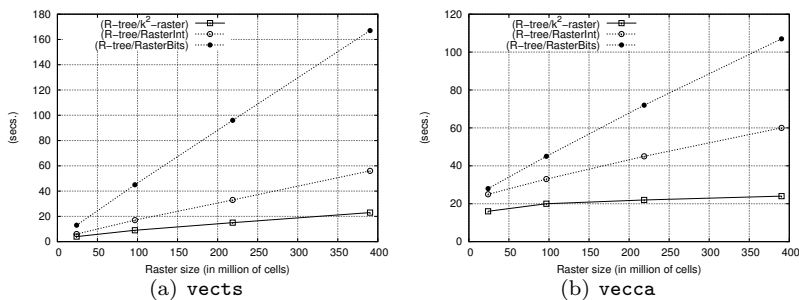 (R-tree/k²-raster)
(R-tree/RasterInt)
(R-tree/RasterBits)
180
160
140
120
100
80
60
40
20
0
(secs.)
0 50 100 150 200 250 300 350 400
Raster size (in million of cells)
(a) vects
(R-tree/k²-raster)
(R-tree/RasterInt)
(R-tree/RasterBits)
120
100
80
60
40
20
0
(secs.)
0 50 100 150 200 250 300 350 400
Raster size (in million of cells)
(b) vecca